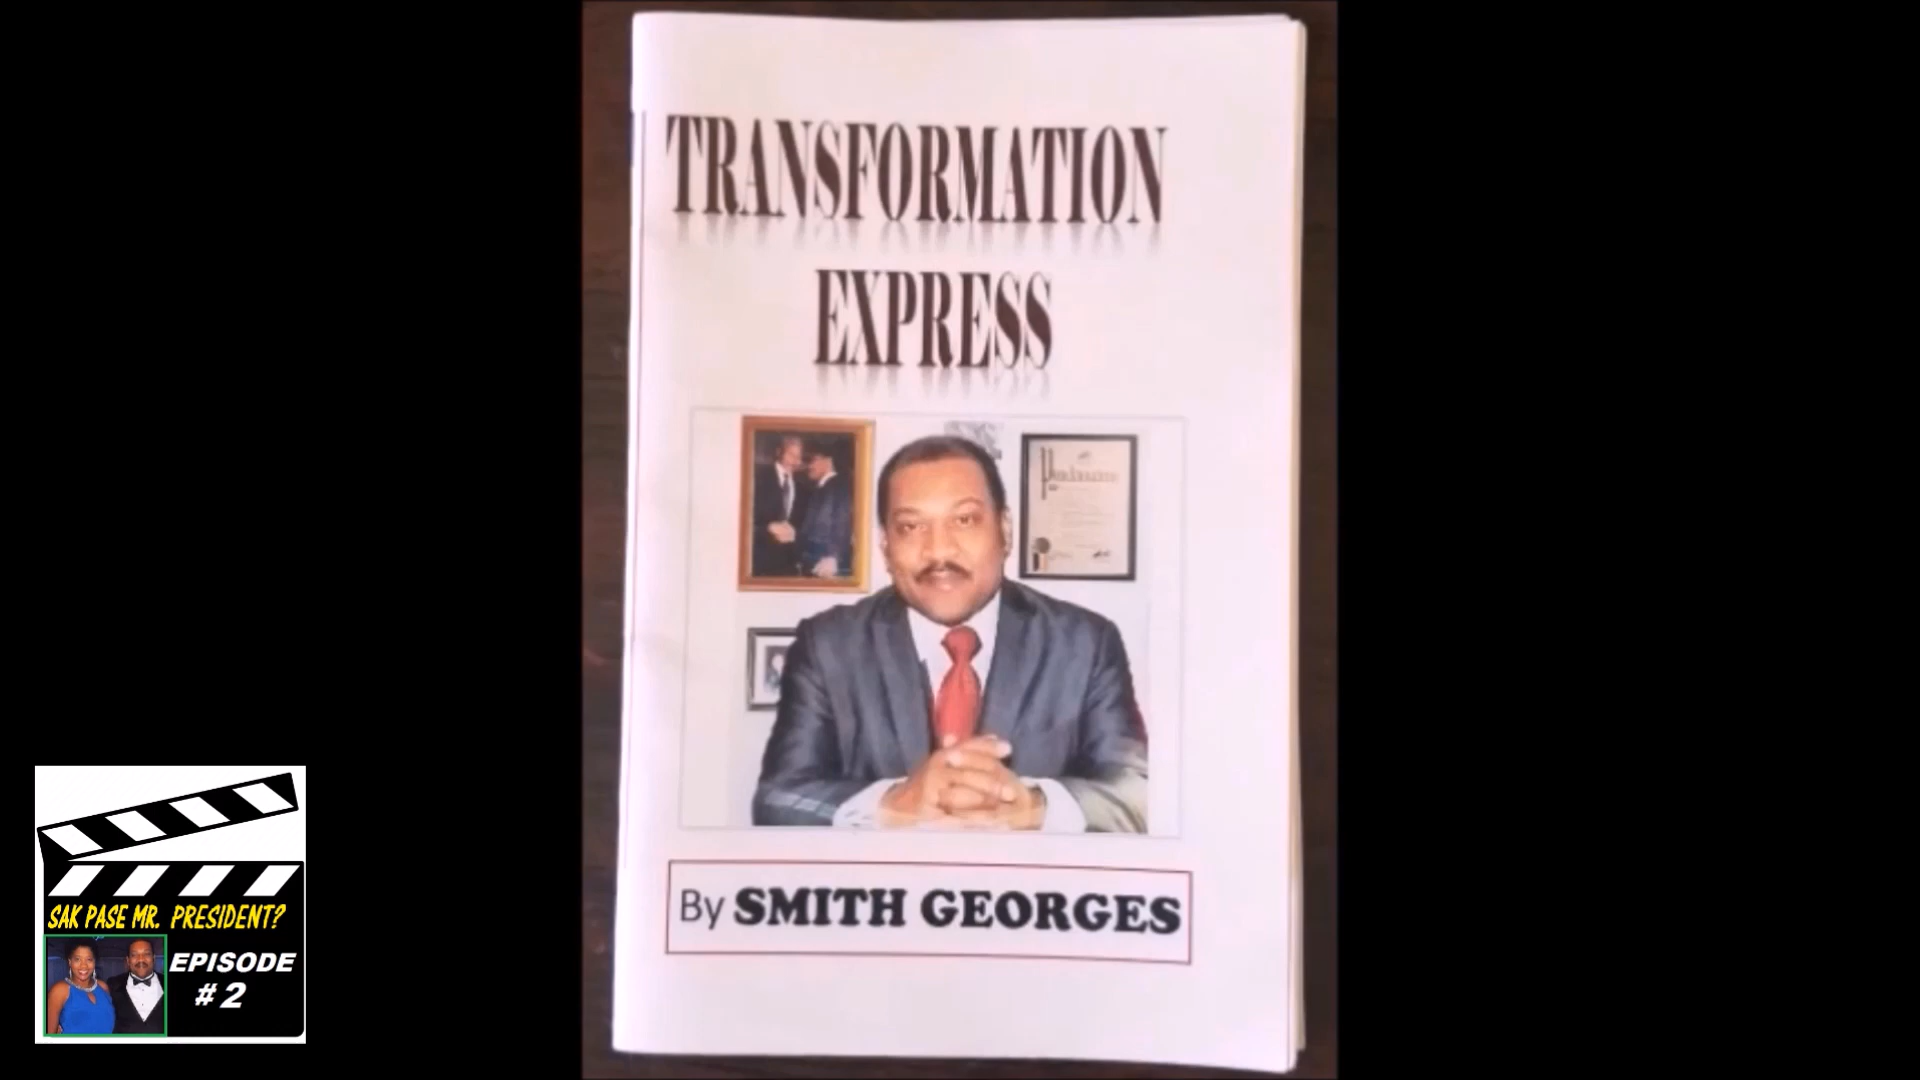 TRANSFORMATION
EXPRESS
By SMITH GEORGES
SAK PASE MR. PRESIDENT?
EPISODE
# 2